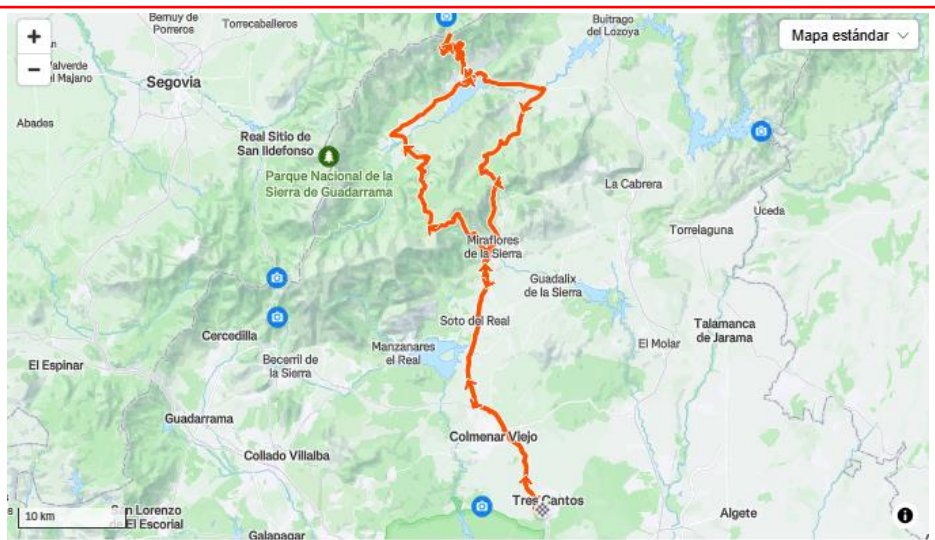 +
−
Mapa estándar
Bernuy de
Porreros
Torrecaballeros
Buitrago
del Lozoya
Valverde
el Majano
Segovia
Abades
Real Sitio de
San Ildefonso
Parque Nacional de la
Sierra de Guadarrama
La Cabrera
Uceda
Torrelaguna
Miraflores
de la Sierra
Guadalix
de la Sierra
Soto del Real
Cercedilla
Manzanares
el Real
Talamanca
de Jarama
El Molar
El Espinar
Becerril de
la Sierra
Guadarrama
Colmenar Viejo
Collado Villalba
Tres Cantos
10 km
San Lorenzo
de El Escorial
Galapagar
Algete
i